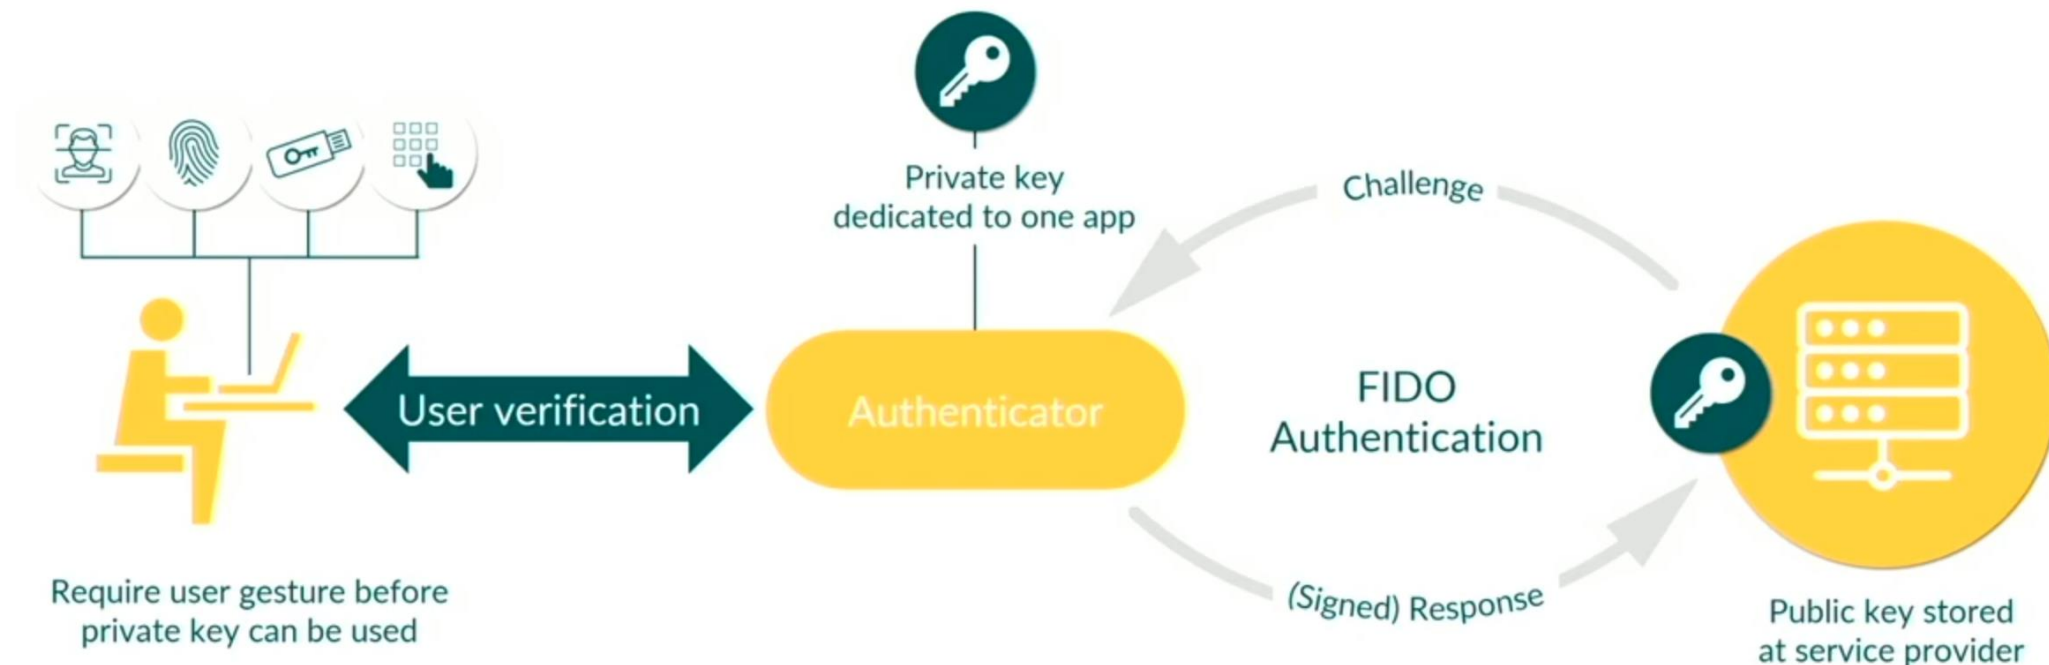 Private key
dedicated to one app
Challenge
User verification
Authenticator
FIDO
Authentication
(Signed) Response
Require user gesture before
private key can be used
Public key stored
at service provider